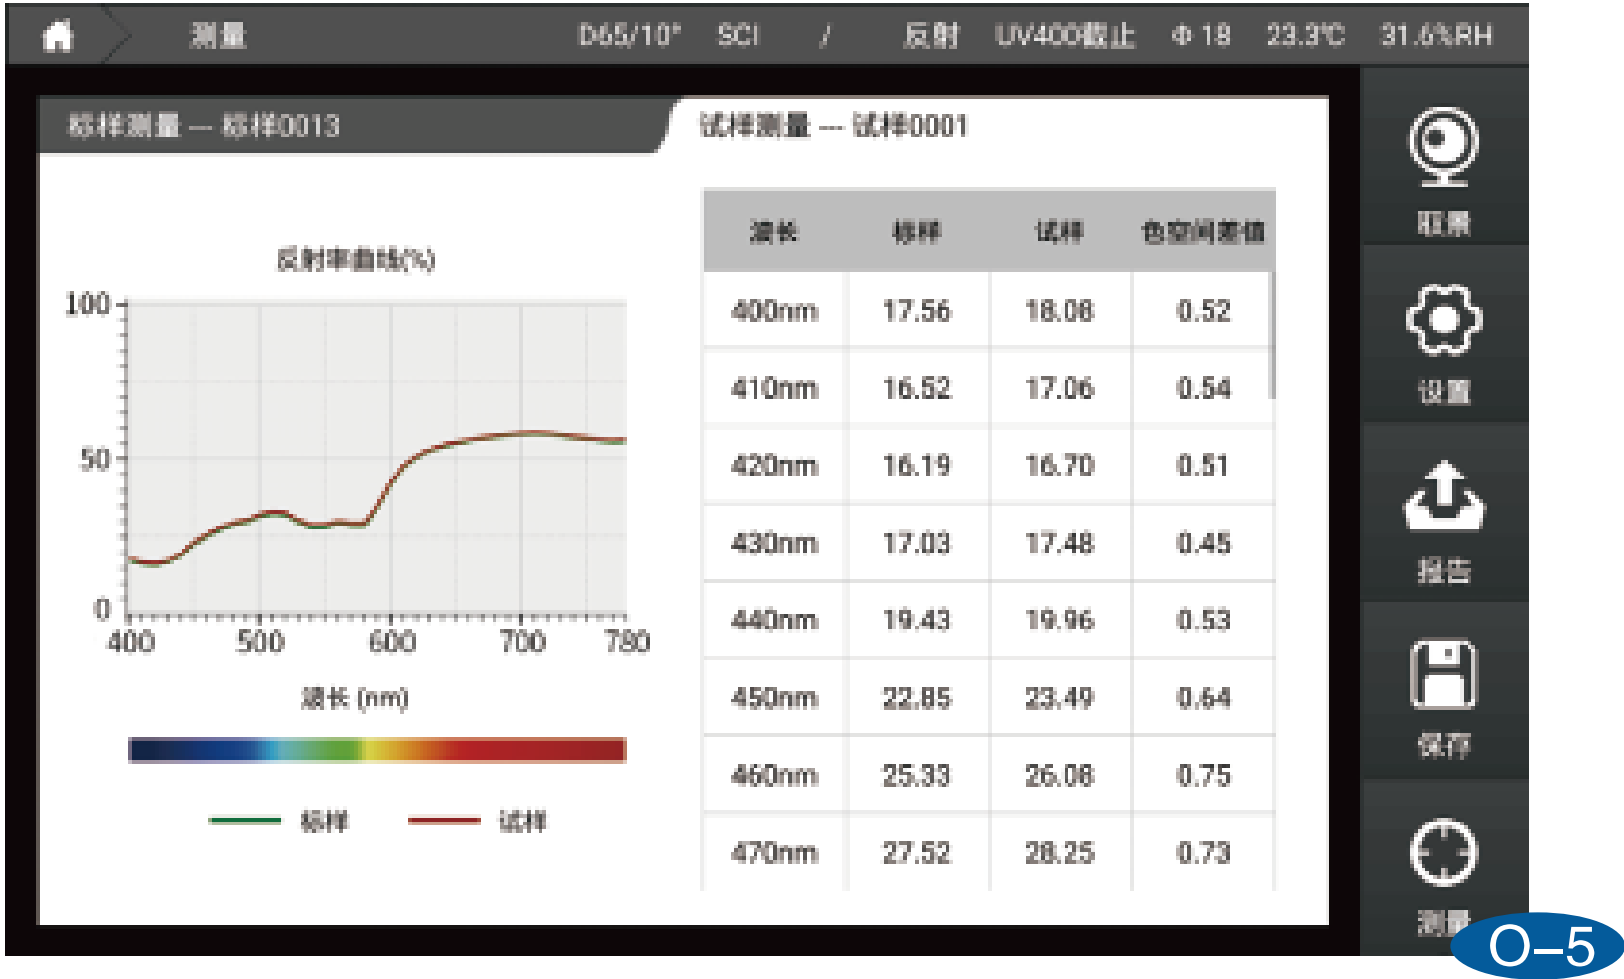 测量 D65/10° SCI / 反射 UV400截止 Φ 18 23.3℃ 31.6%RH
标样测量 --- 标样0013
试样测量 --- 试样0001
反射率曲线(%)
100
50
0
400 500 600 700 780
波长 (nm)
标样 试样
波长 标样 试样 色空间差值
400nm 17.56 18.08 0.52
410nm 16.52 17.06 0.54
420nm 16.19 16.70 0.51
430nm 17.03 17.48 0.45
440nm 19.43 19.96 0.53
450nm 22.85 23.49 0.64
460nm 25.33 26.08 0.75
470nm 27.52 28.25 0.73
取景
设置
报告
保存
测量
O–5